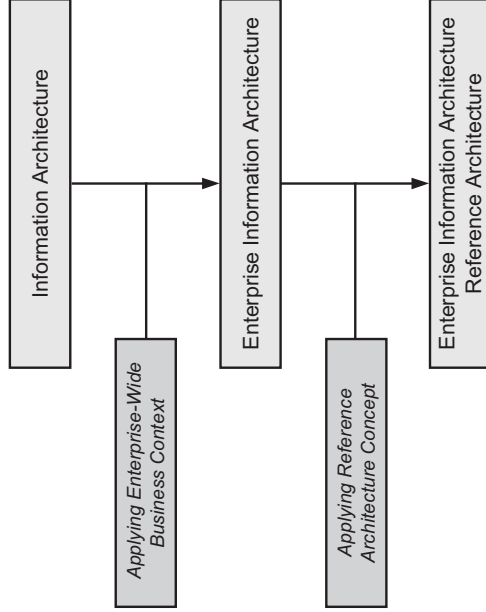 Information Architecture
Applying Enterprise-Wide
Business Context
Enterprise Information Architecture
Applying Reference
Architecture Concept
Enterprise Information Architecture
Reference Architecture